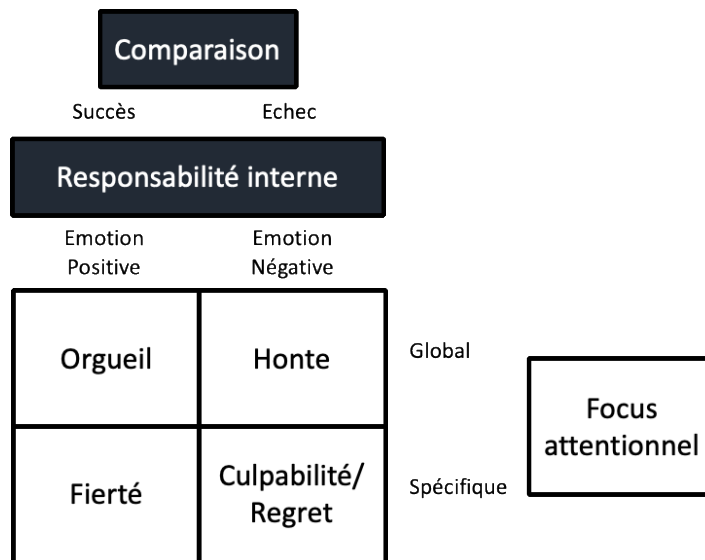 Comparaison
Succès
Echec
Responsabilité interne
Emotion
Positive
Emotion
Négative
Orgueil
Honte
Global
Focus
attentionnel
Fierté
Culpabilité/
Regret
Spécifique